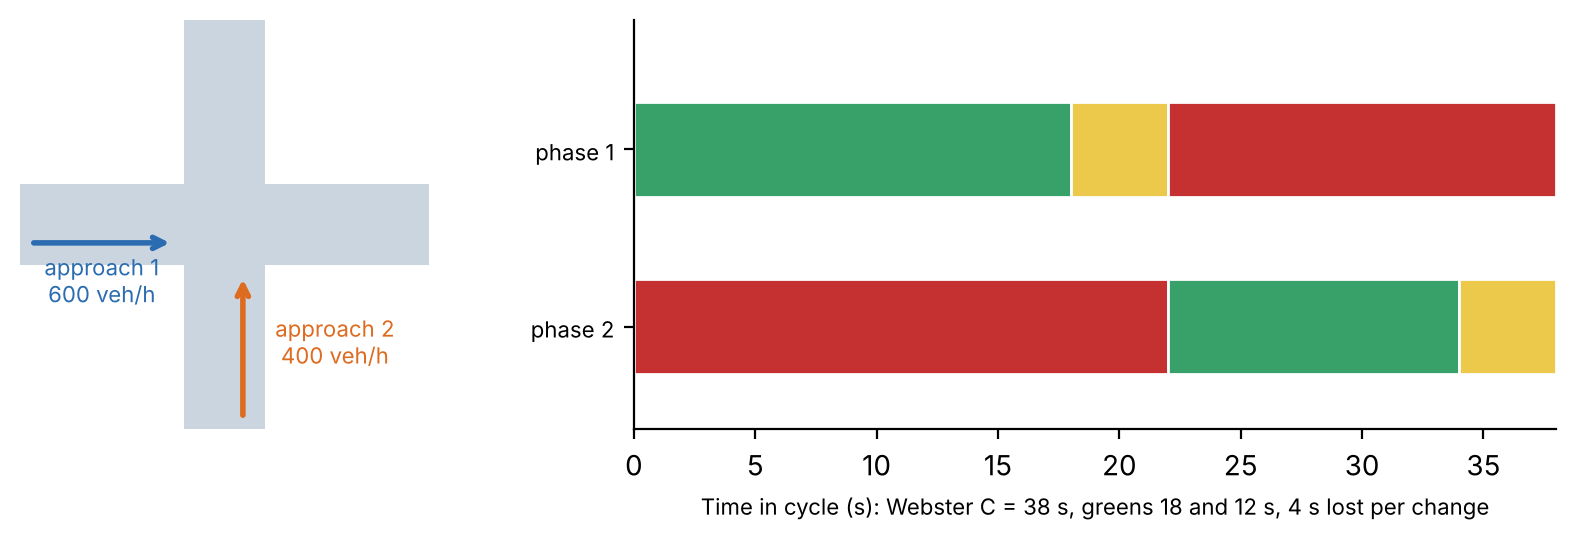 approach 1
600 veh/h
approach 2
400 veh/h
phase 1
phase 2
0 5 10 15 20 25 30 35
Time in cycle (s): Webster C = 38 s, greens 18 and 12 s, 4 s lost per change